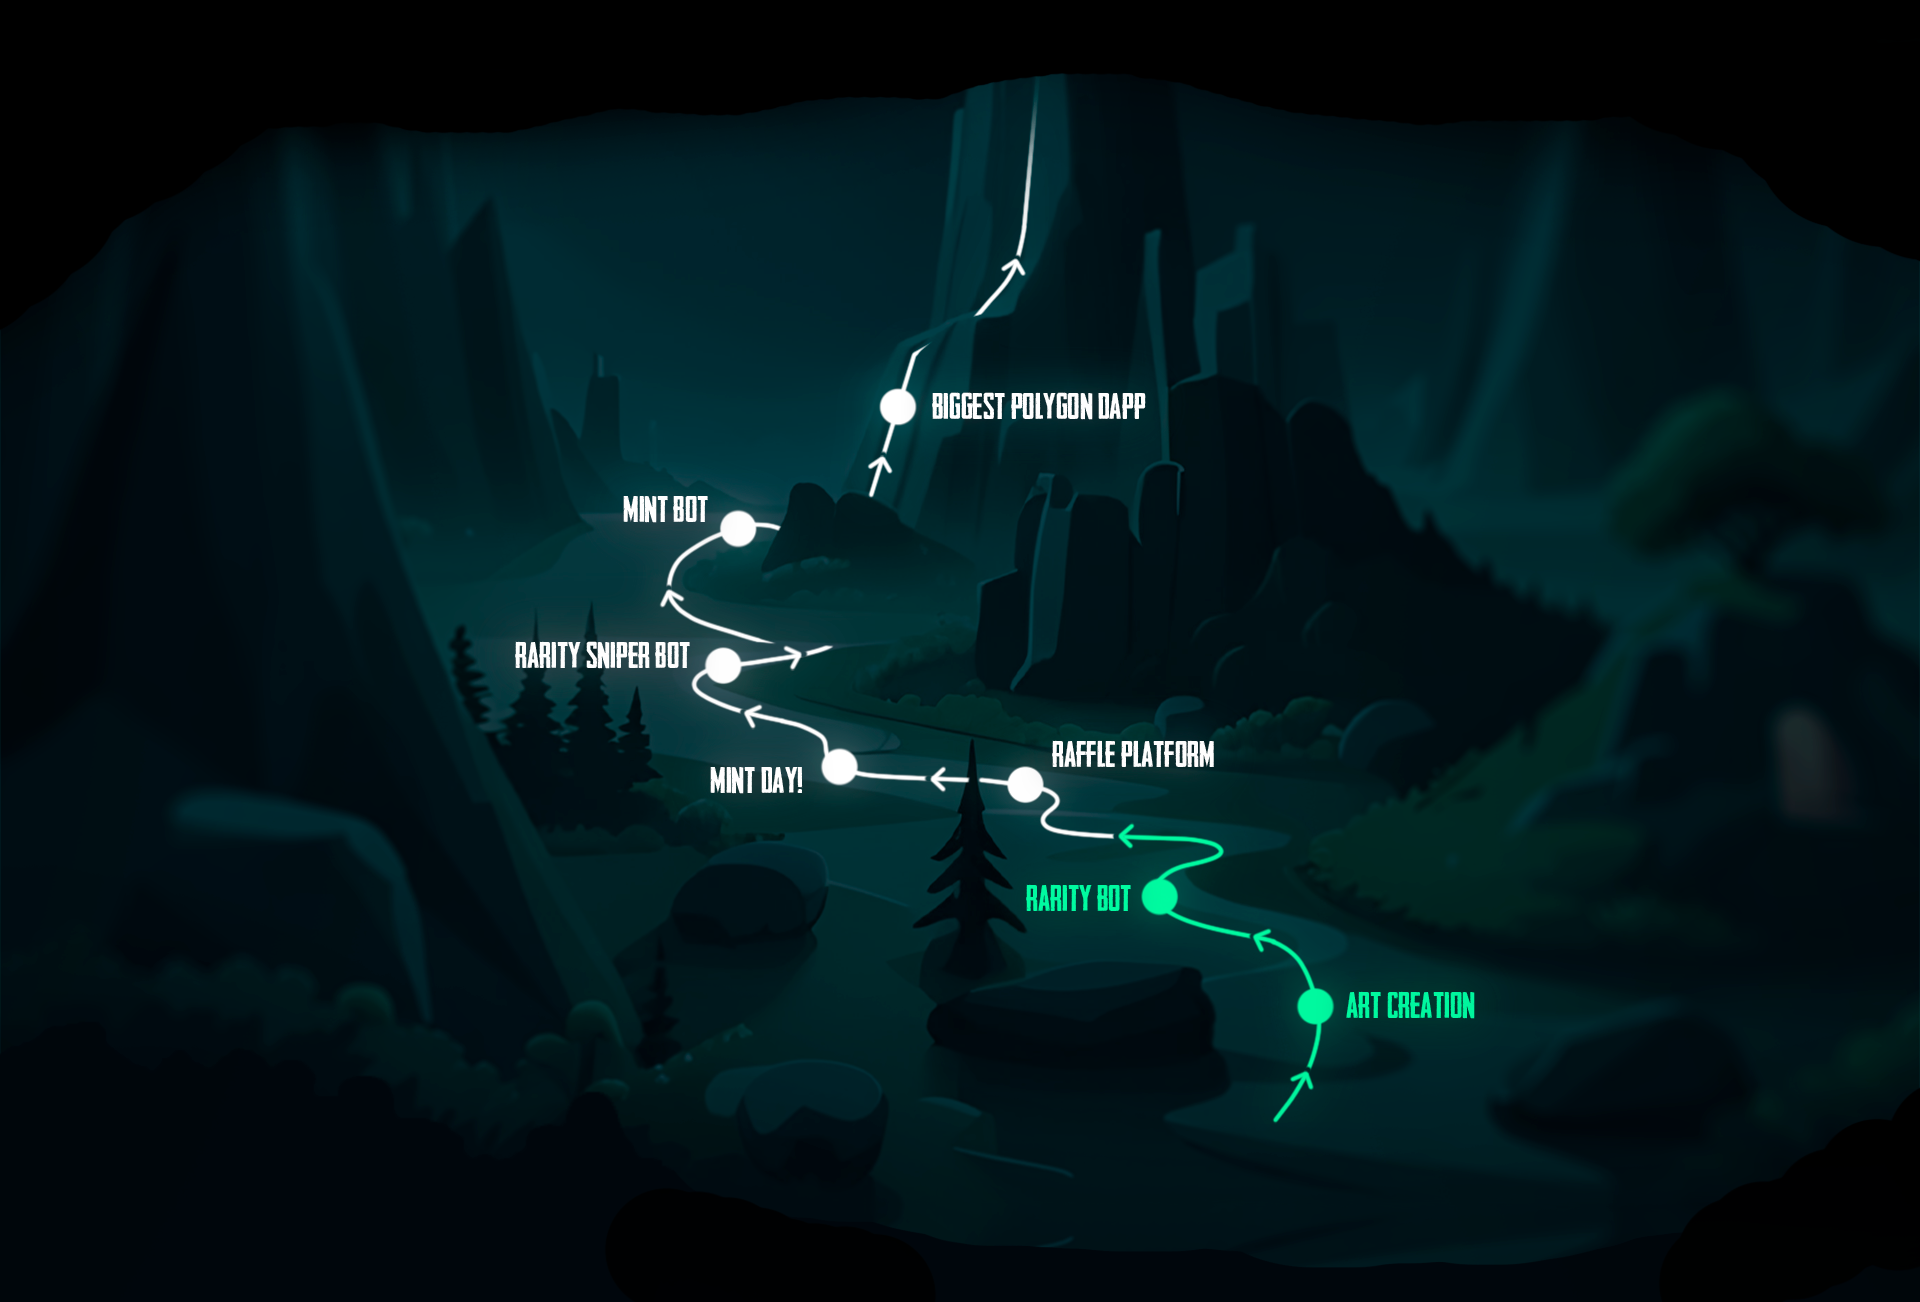 BIGGEST POLYGON DAPP
MINT BOT
RARITY SNIPER BOT
RAFFLE PLATFORM
MINT DAY!
RARITY BOT
ART CREATION